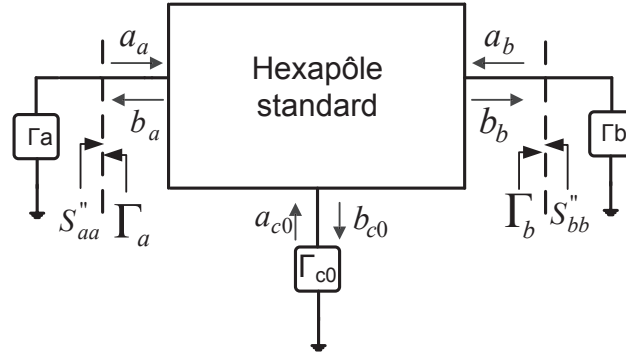 a_a
a_b
Hexapôle
standard
b_a
b_b
Γa
Γb
S''_aa
Γ_a
Γ_b
S''_bb
a_c0
b_c0
Γ_c0